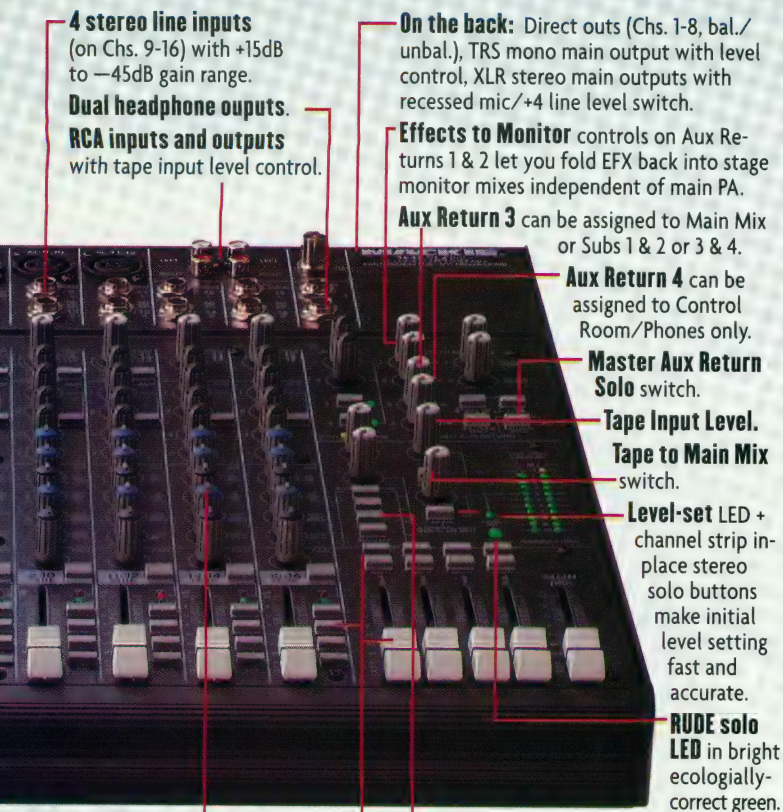 4 stereo line inputs
(on Chs. 9-16) with +15dB
to —45dB gain range.
Dual headphone ouputs.
RCA inputs and outputs
with tape input level control.
On the back: Direct outs (Chs. 1-8, bal./
unbal.), TRS mono main output with level
control, XLR stereo main outputs with
recessed mic/+4 line level switch.
Effects to Monitor controls on Aux Re-
turns 1 & 2 let you fold EFX back into stage
monitor mixes independent of main PA.
Aux Return 3 can be assigned to Main Mix
or Subs 1 & 2 or 3 & 4.
Aux Return 4 can be
assigned to Control
Room/Phones only.
Master Aux Return
Solo switch.
Tape Input Level.
Tape to Main Mix
switch.
Level-set LED +
channel strip in-
place stereo
solo buttons
make initial
level setting
fast and
accurate.
RUDE solo
LED in bright
ecologially-
correct green.